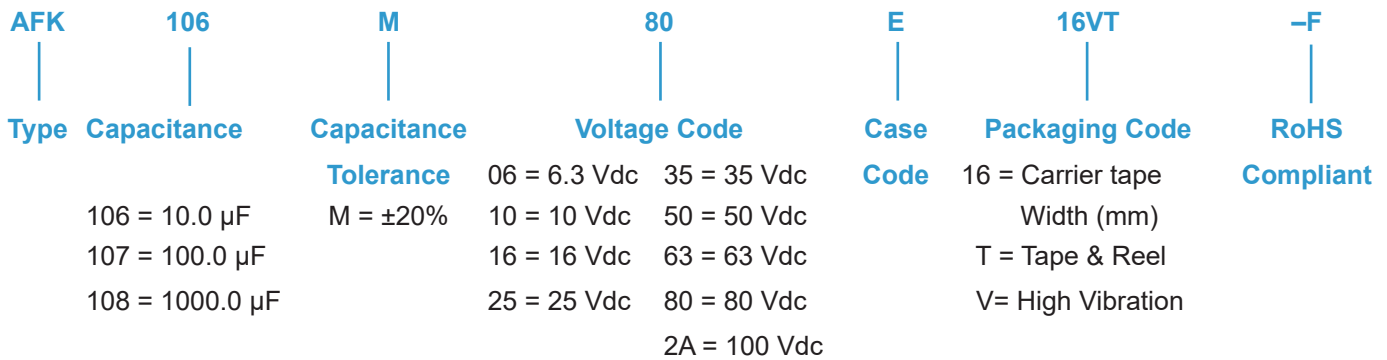 AFK 106 M 80 E 16VT –F
Type Capacitance Capacitance Voltage Code Case Packaging Code RoHS
Tolerance 06 = 6.3 Vdc 35 = 35 Vdc Code 16 = Carrier tape Compliant
106 = 10.0 µF M = ±20% 10 = 10 Vdc 50 = 50 Vdc Width (mm)
107 = 100.0 µF 16 = 16 Vdc 63 = 63 Vdc T = Tape & Reel
108 = 1000.0 µF 25 = 25 Vdc 80 = 80 Vdc V= High Vibration
2A = 100 Vdc